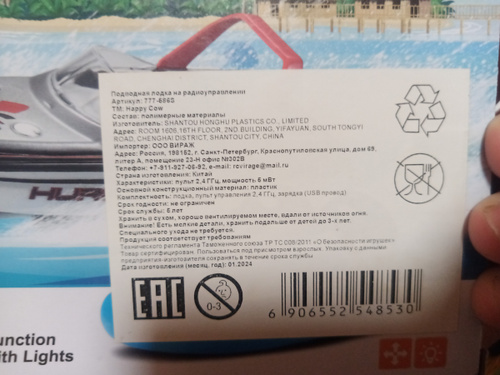 Подводная лодка на радиоуправлении
Артикул: 777-686S
ТМ: Happy Cow
Состав: полимерные материалы
Изготовитель: SHANTOU HONGHU PLASTICS CO., LIMITED
Адрес: ROOM 1606,16TH FLOOR, 2ND BUILDING, YIFAYUAN, SOUTH TONGYI
ROAD, CHENGHAI DISTRICT, SHANTOU CITY, CHINA
Импортер: ООО ВИРАЖ
Адрес: Россия, 198152, г. Санкт-Петербург, Краснопутиловская улица, дом 69,
литер А, помещение 23-Н офис №302В
Телефон: +7-911-927-06-92, email: rcvirage@mail.ru
Страна изготовления: Китай
Характеристики: пульт 2,4 ГГц, мощность 6 мВт
Основной конструкционный материал: пластик
Комплектность: лодка, пульт управления 2,4 ГГц, зарядка (USB провод)
Срок годности: не ограничен
Срок службы: 6 лет
Хранить в сухом, хорошо вентилируемом месте, вдали от источников огня.
Внимание! Есть мелкие детали, хранить подальше от детей до 3-х лет.
Специального ухода не требуется.
Продукция соответствует требованиям
технического регламента Таможенного союза ТР ТС 008/2011 «О безопасности игрушек»
Товар сертифицирован. Пользоваться под присмотром взрослых. Упаковку с данными
предприятия-изготовителя сохранять в течение срока службы
Дата изготовления (месяц, год): 01.2024
EAC
0-3
6 906552 548530
HUR
unction
ith Lights